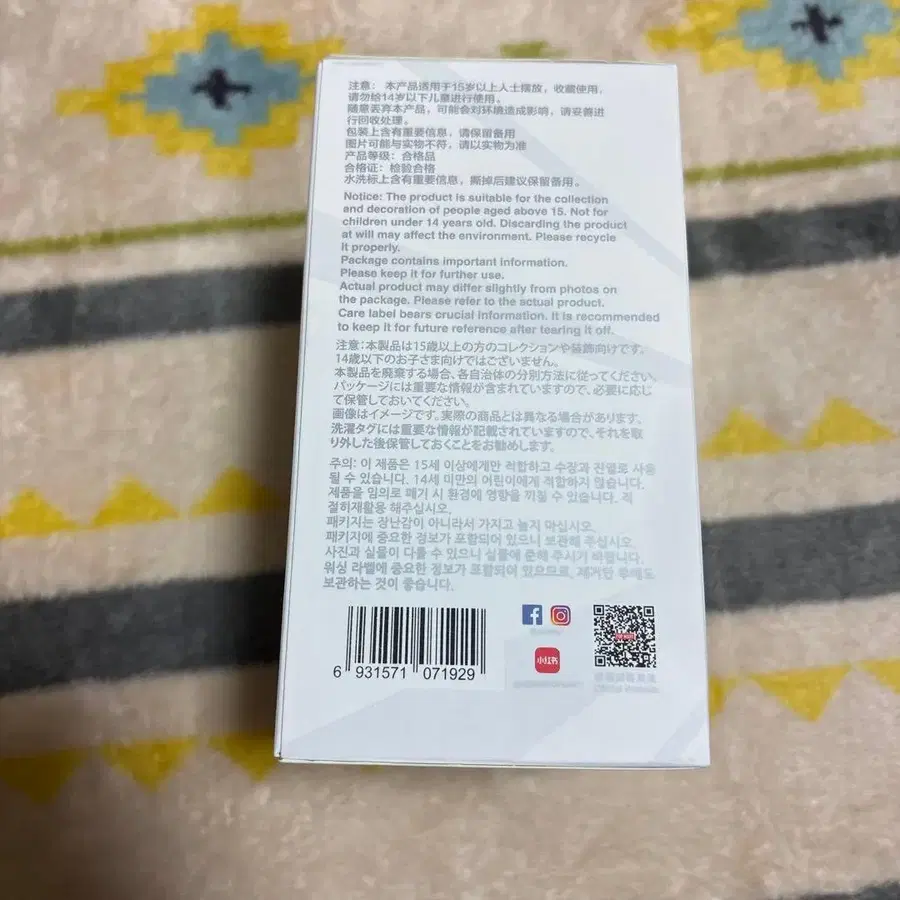 注意： 本产品适用于15岁以上人士摆放，收藏使用，
请勿给14岁以下儿童进行使用。
随意丢弃本产品，可能会对环境造成影响，请妥善进
行回收处理。
包装上含有重要信息，请保留备用
图片可能与实物不符，请以实物为准
产品等级：合格品
合格证：检验合格
水洗标上含有重要信息，撕掉后建议保留备用。
Notice: The product is suitable for the collection
and decoration of people aged above 15. Not for
children under 14 years old. Discarding the product
at will may affect the environment. Please recycle
it properly.
Package contains important information.
Please keep it for further use.
Actual product may differ slightly from photos on
the package. Please refer to the actual product.
Care label bears crucial information. It is recommended
to keep it for future reference after tearing it off.
注意：本製品は15歳以上の方のコレクションや装飾向けです。
14歳以下のお子さま向けではございません。
本製品を廃棄する場合、各自治体の分別方法に従ってください。
パッケージには重要な情報が含まれていますので、必要に応じ
て保管しておいてください。
画像はイメージです。実際の商品とは異なる場合があります。
洗濯タグには重要な情報が記載されていますので、それを取
り外した後保管しておくことをお勧めします。
주의: 이 제품은 15세 이상에게만 적합하고 수장과 진열로 사용
될 수 있습니다. 14세 미만의 어린이에게 적합하지 않습니다.
제품을 임의로 폐기 시 환경에 영향을 끼칠 수 있습니다. 적
절히재활용 해주십시오.
패키지는 장난감이 아니라서 가지고 놀지 마십시오.
패키지에 중요한 정보가 포함되어 있으니 보관해 주십시오.
사진과 실물이 다를 수 있으니 실물에 준해 주시기 바랍니다.
워싱 라벨에 중요한 정보가 포함되어 있으므로, 제거한 후에도
보관하는 것이 좋습니다.
6 931571 071929
小红书
POP MART